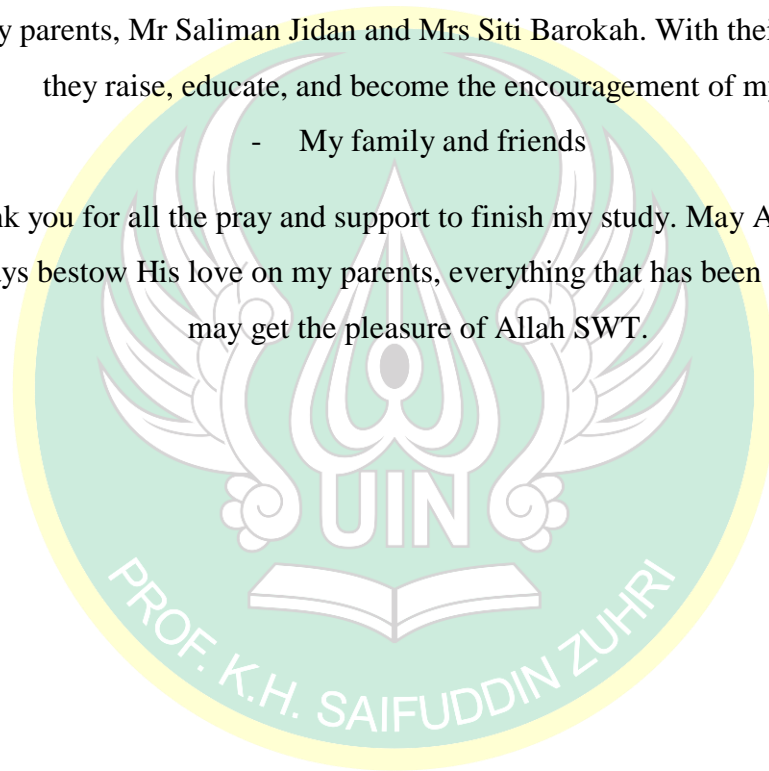 y parents, Mr Saliman Jidan and Mrs Siti Barokah. With thei
they raise, educate, and become the encouragement of my
- My family and friends
nk you for all the pray and support to finish my study. May A
ys bestow His love on my parents, everything that has been
may get the pleasure of Allah SWT.
UIN
PROF. K.H. SAIFUDDIN ZUHRI